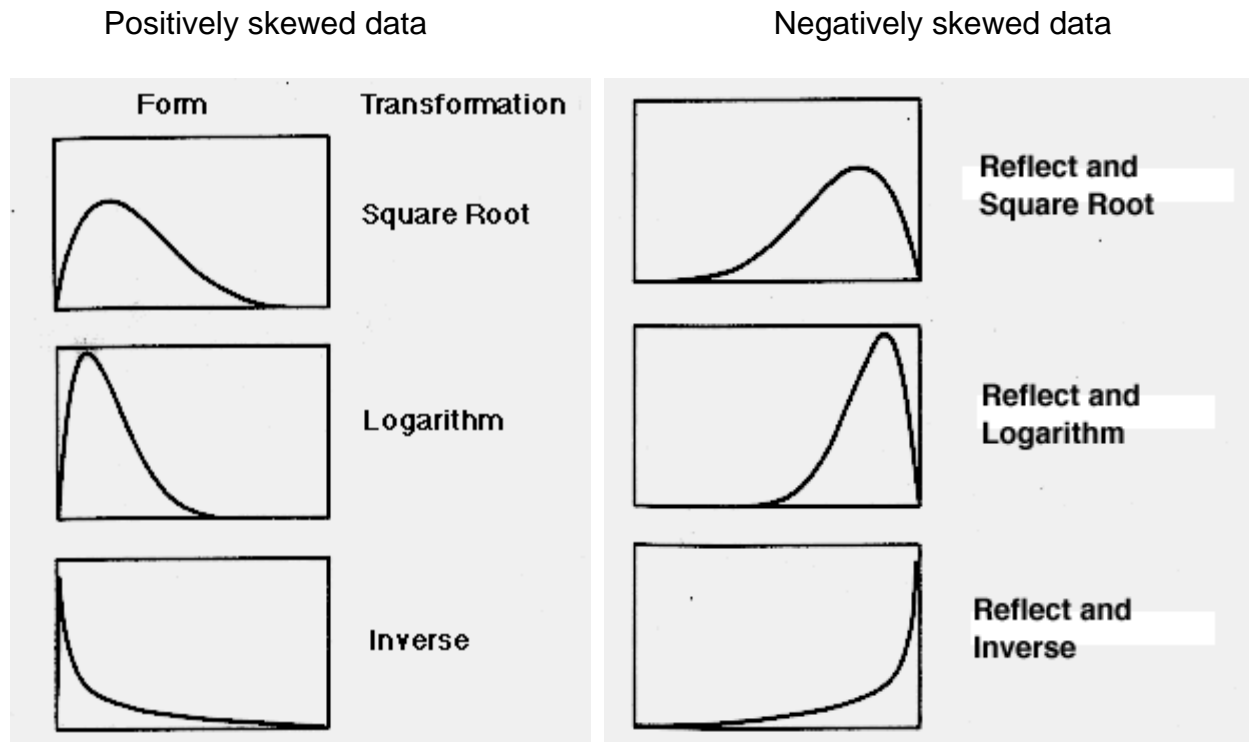 Positively skewed data
Negatively skewed data
Form
Transformation
Square Root
Logarithm
Inverse
Reflect and
Square Root
Reflect and
Logarithm
Reflect and
Inverse